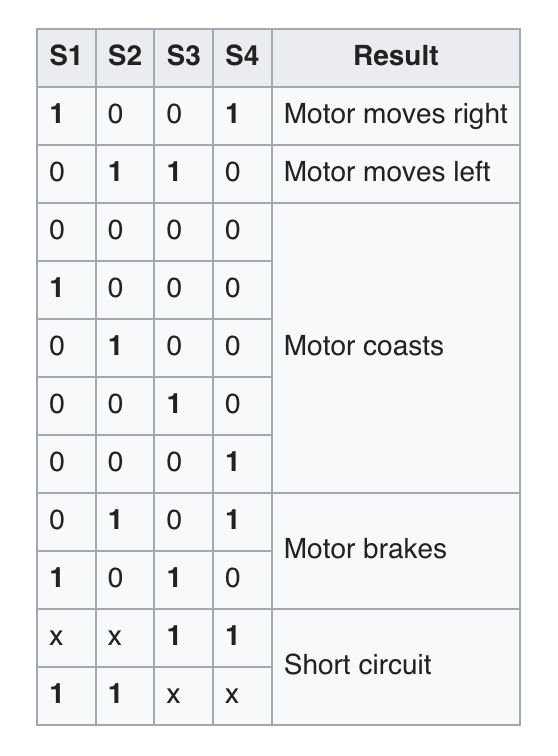 S1 S2 S3 S4 Result
1 0 0 1 Motor moves right
0 1 1 0 Motor moves left
0 0 0 0
1 0 0 0
0 1 0 0 Motor coasts
0 0 1 0
0 0 0 1
0 1 0 1
Motor brakes
1 0 1 0
x x 1 1
Short circuit
1 1 x x